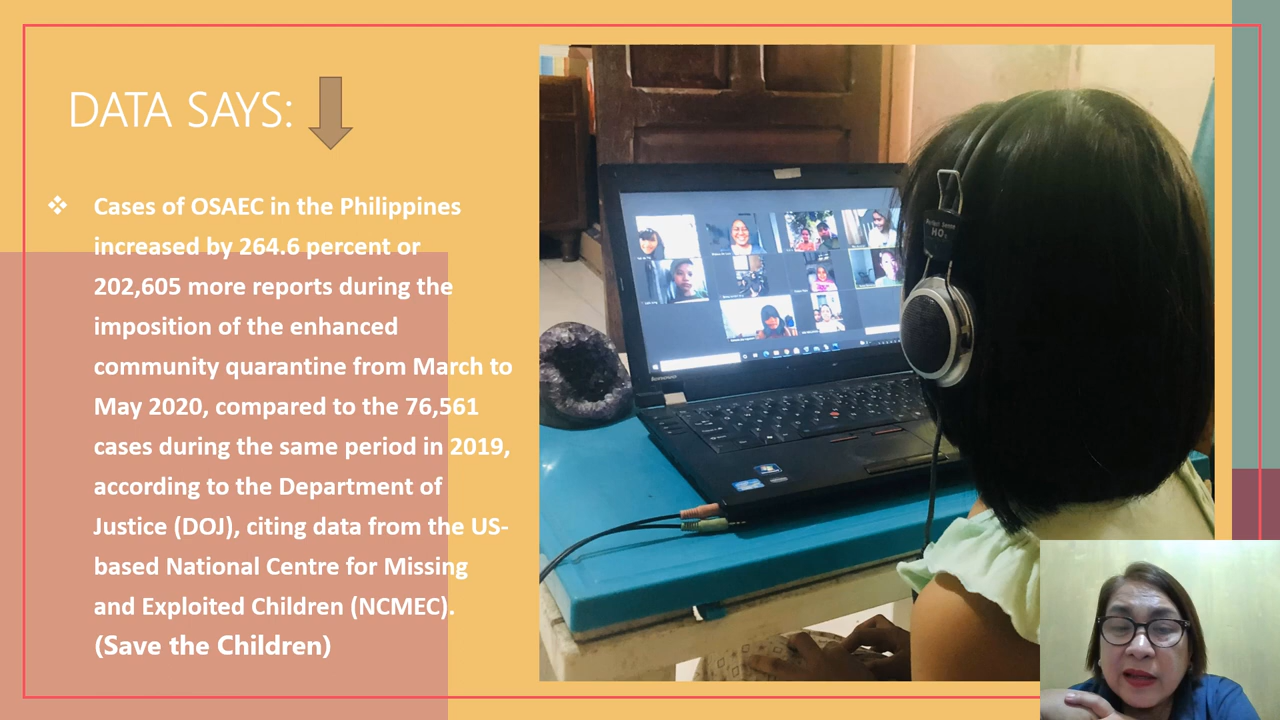 DATA SAYS:
❖ Cases of OSAEC in the Philippines
increased by 264.6 percent or
202,605 more reports during the
imposition of the enhanced
community quarantine from March to
May 2020, compared to the 76,561
cases during the same period in 2019,
according to the Department of
Justice (DOJ), citing data from the US-
based National Centre for Missing
and Exploited Children (NCMEC).
(Save the Children)